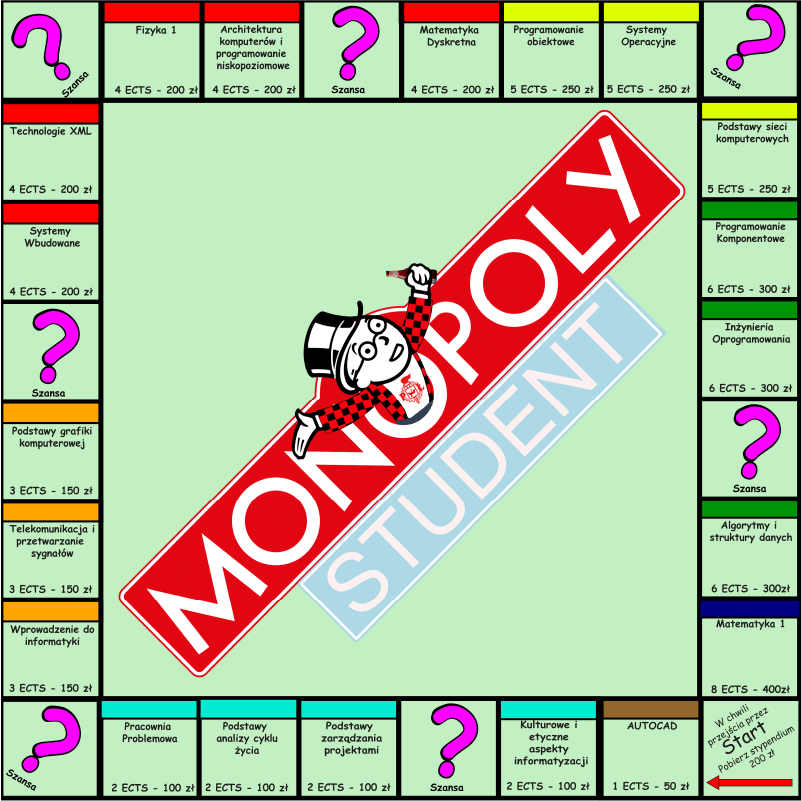 Szansa
Fizyka 1
4 ECTS - 200 zł
Architektura
komputerów i
programowanie
niskopoziomowe
4 ECTS - 200 zł
Szansa
Matematyka
Dyskretna
4 ECTS - 200 zł
Programowanie
obiektowe
5 ECTS - 250 zł
Systemy
Operacyjne
5 ECTS - 250 zł
Szansa
Technologie XML
4 ECTS - 200 zł
Systemy
Wbudowane
4 ECTS - 200 zł
Szansa
Podstawy grafiki
komputerowej
3 ECTS - 150 zł
Telekomunikacja i
przetwarzanie
sygnałów
3 ECTS - 150 zł
Wprowadzenie do
informatyki
3 ECTS - 150 zł
MONOPOLY
STUDENT
Podstawy sieci
komputerowych
5 ECTS - 250 zł
Programowanie
Komponentowe
6 ECTS - 300 zł
Inżynieria
Oprogramowania
6 ECTS - 300 zł
Szansa
Algorytmy i
struktury danych
6 ECTS - 300zł
Matematyka 1
8 ECTS - 400zł
Szansa
Pracownia
Problemowa
2 ECTS - 100 zł
Podstawy
analizy cyklu
życia
2 ECTS - 100 zł
Podstawy
zarządzania
projektami
2 ECTS - 100 zł
Szansa
Kulturowe i
etyczne
aspekty
informatyzacji
2 ECTS - 100 zł
AUTOCAD
1 ECTS - 50 zł
W chwili
przejścia przez
Start
Pobierz stypendium
200 zł